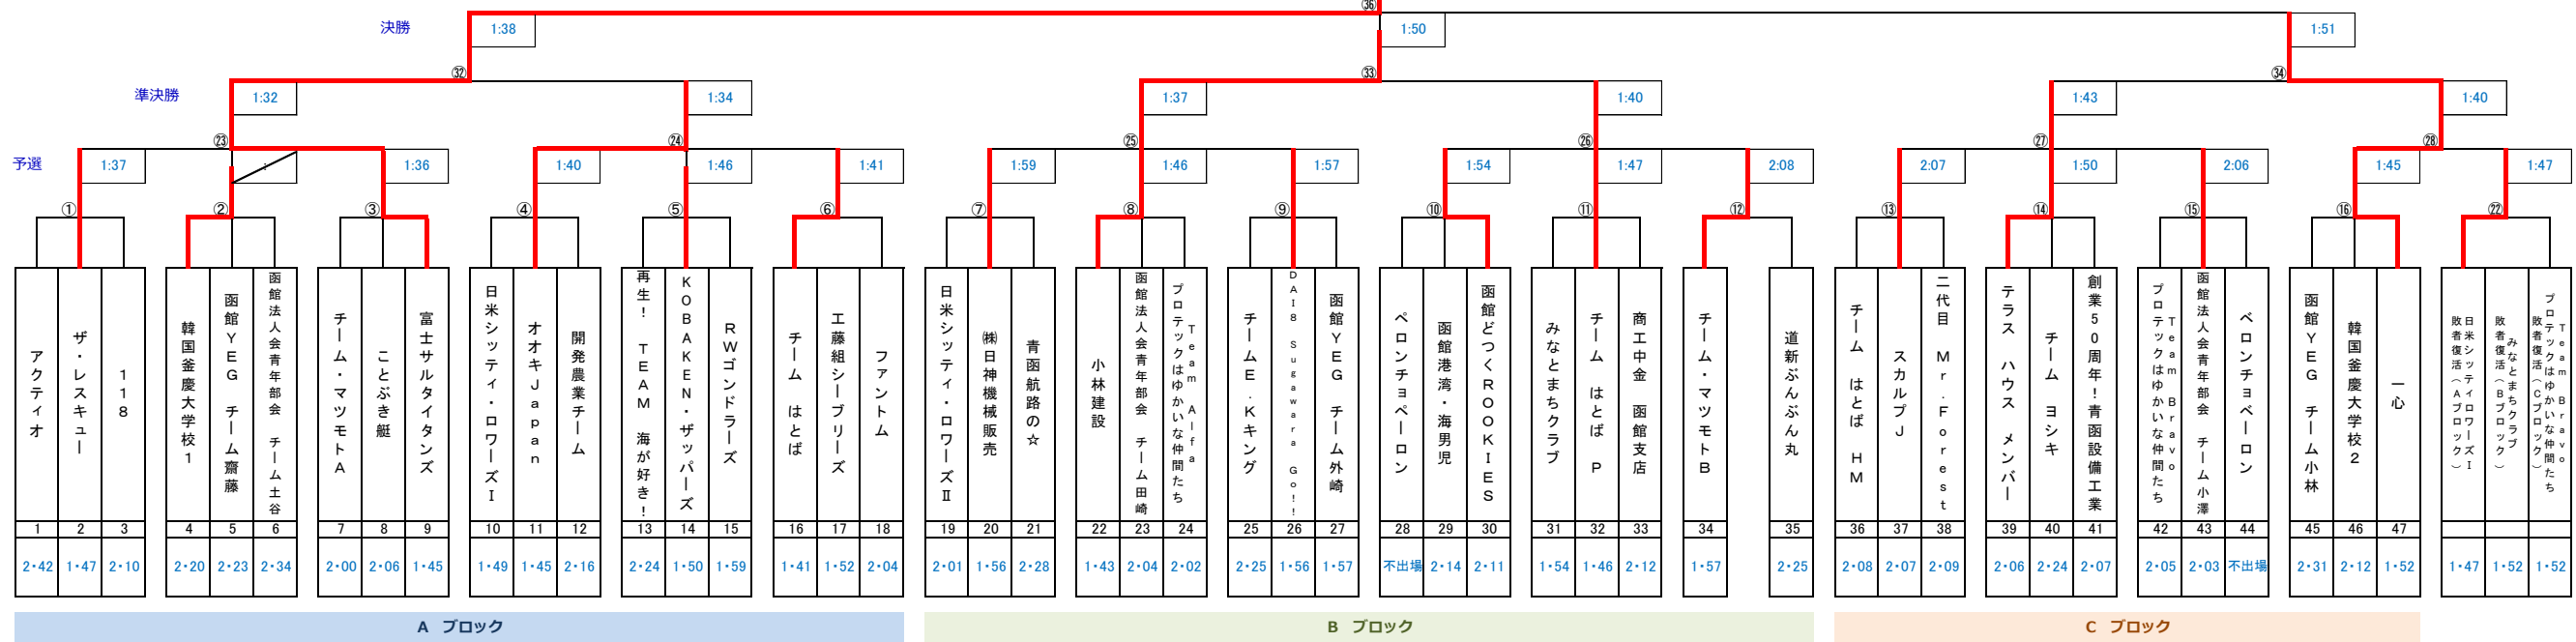 ㊱
決勝
1:38
1:50
1:51
㉜
㉝
㉞
準決勝
1:32
1:34
1:37
1:40
1:43
1:40
㉓
㉔
㉕
㉖
㉗
㉘
予選
1:37
:
1:36
1:40
1:46
1:41
1:59
1:46
1:57
1:54
1:47
2:08
2:07
1:50
2:06
1:45
1:47
①
②
③
④
⑤
⑥
⑦
⑧
⑨
⑩
⑪
⑫
⑬
⑭
⑮
⑯
㉒
アクティオ
ザ・レスキュー
118
韓国釜慶大学校1
函館YEG チーム齋藤
函館法人会青年部会 チーム土谷
チーム・マツモトA
ことぶき艇
富士サルタイタンズ
日米シッティ・ロワーズI
オオキJapan
開発農業チーム
再生! TEAM 海が好き!
KOBAKEN・ザッパーズ
RWゴンドラーズ
チーム はとば
工藤組シーブリーズ
ファントム
日米シッティ・ロワーズⅡ
㈱日神機械販売
青函航路の☆
小林建設
函館法人会青年部会 チーム田崎
Team Alfa
プロテックはゆかいな仲間たち
チームE.Kキング
DAI8 Sugawara Go!!
函館YEG チーム外崎
ペロンチョペーロン
函館港湾・海男児
函館どつくROOKIES
みなとまちクラブ
チーム はとば P
商工中金 函館支店
チーム・マツモトB
道新ぶんぶん丸
チーム はとば HM
スカルプJ
二代目 Mr.Forest
テラス ハウス メンバー
チーム ヨシキ
創業50周年!青函設備工業
Team Bravo
プロテックはゆかいな仲間たち
函館法人会青年部会 チーム小澤
ベロンチョベーロン
函館YEG チーム小林
韓国釜慶大学校2
一心
日米シッティロワーズI
敗者復活(Aブロック)
みなとまちクラブ
敗者復活(Bブロック)
Team Bravo
プロテックはゆかいな仲間たち
敗者復活(Cブロック)
1 2 3 4 5 6 7 8 9 10 11 12 13 14 15 16 17 18 19 20 21 22 23 24 25 26 27 28 29 30 31 32 33 34 35 36 37 38 39 40 41 42 43 44 45 46 47
2・42 1・47 2・10 2・20 2・23 2・34 2・00 2・06 1・45 1・49 1・45 2・16 2・24 1・50 1・59 1・41 1・52 2・04 2・01 1・56 2・28 1・43 2・04 2・02 2・25 1・56 1・57 不出場 2・14 2・11 1・54 1・46 2・12 1・57 2・25 2・08 2・07 2・09 2・06 2・24 2・07 2・05 2・03 不出場 2・31 2・12 1・52 1・47 1・52 1・52
A ブロック
B ブロック
C ブロック